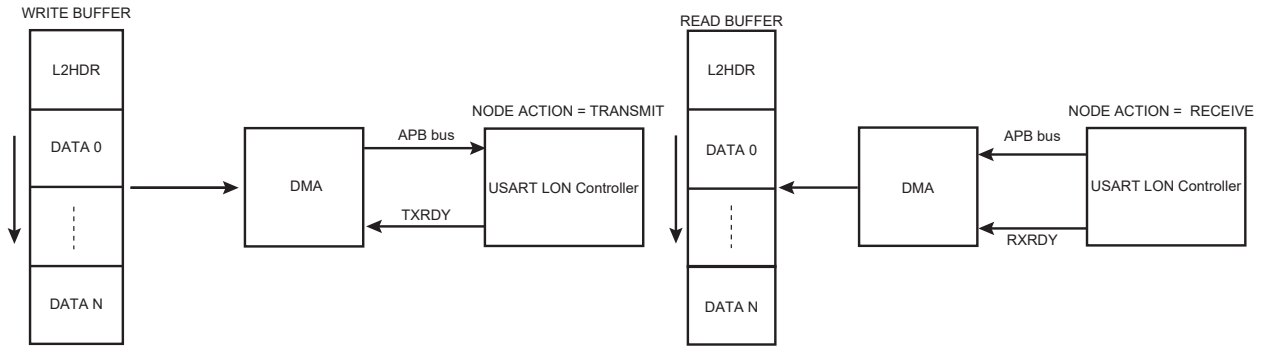 WRITE BUFFER
L2HDR
DATA 0
DATA N
DMA
APB bus
TXRDY
NODE ACTION = TRANSMIT
USART LON Controller
READ BUFFER
L2HDR
DATA 0
DATA N
DMA
APB bus
RXRDY
NODE ACTION = RECEIVE
USART LON Controller